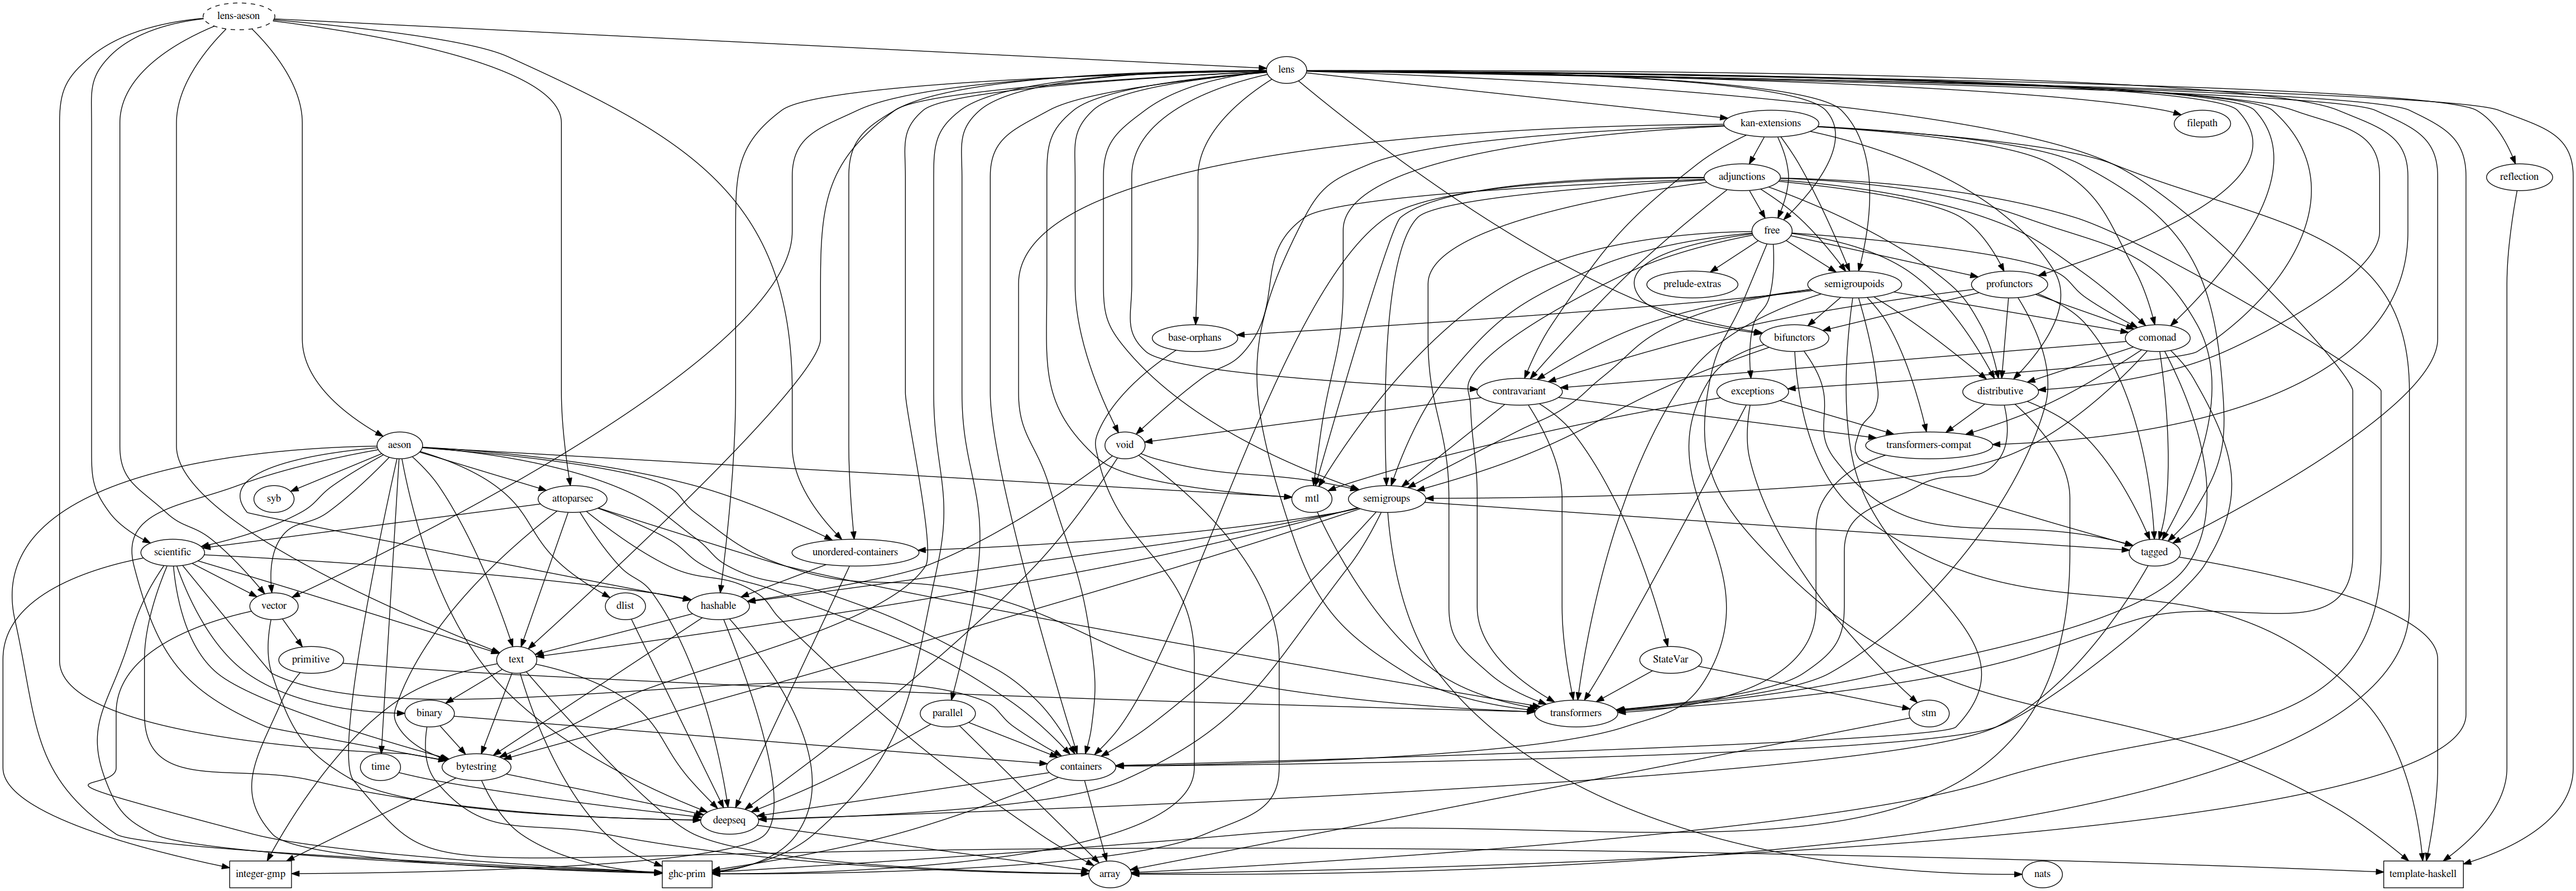 lens-aeson
lens
kan-extensions
filepath
adjunctions
reflection
free
prelude-extras
semigroupoids
profunctors
base-orphans
bifunctors
comonad
contravariant
exceptions
distributive
aeson
void
transformers-compat
syb
attoparsec
mtl
semigroups
scientific
unordered-containers
tagged
vector
dlist
hashable
primitive
text
StateVar
binary
parallel
transformers
stm
time
bytestring
containers
deepseq
integer-gmp
ghc-prim
array
nats
template-haskell